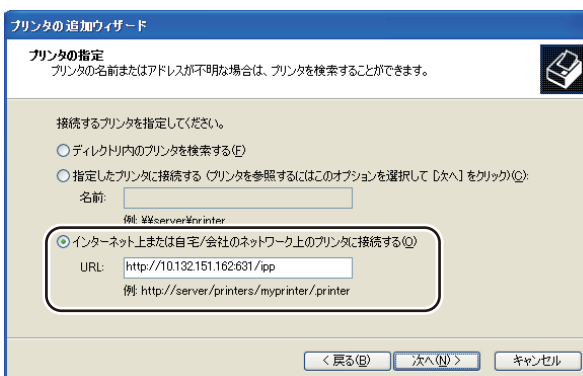 プリンタの追加ウィザード
プリンタの指定
プリンタの名前またはアドレスが不明な場合は、プリンタを検索することができます。
接続するプリンタを指定してください。
ディレクトリ内のプリンタを検索する(F)
指定したプリンタに接続する (プリンタを参照するにはこのオプションを選択して [次へ] をクリック)(C):
名前:
例: ¥¥server¥printer
インターネット上または自宅/会社のネットワーク上のプリンタに接続する(O)
URL: http://10.132.151.162:631/ipp
例: http://server/printers/myprinter/.printer
< 戻る(B) 次へ(N) > キャンセル